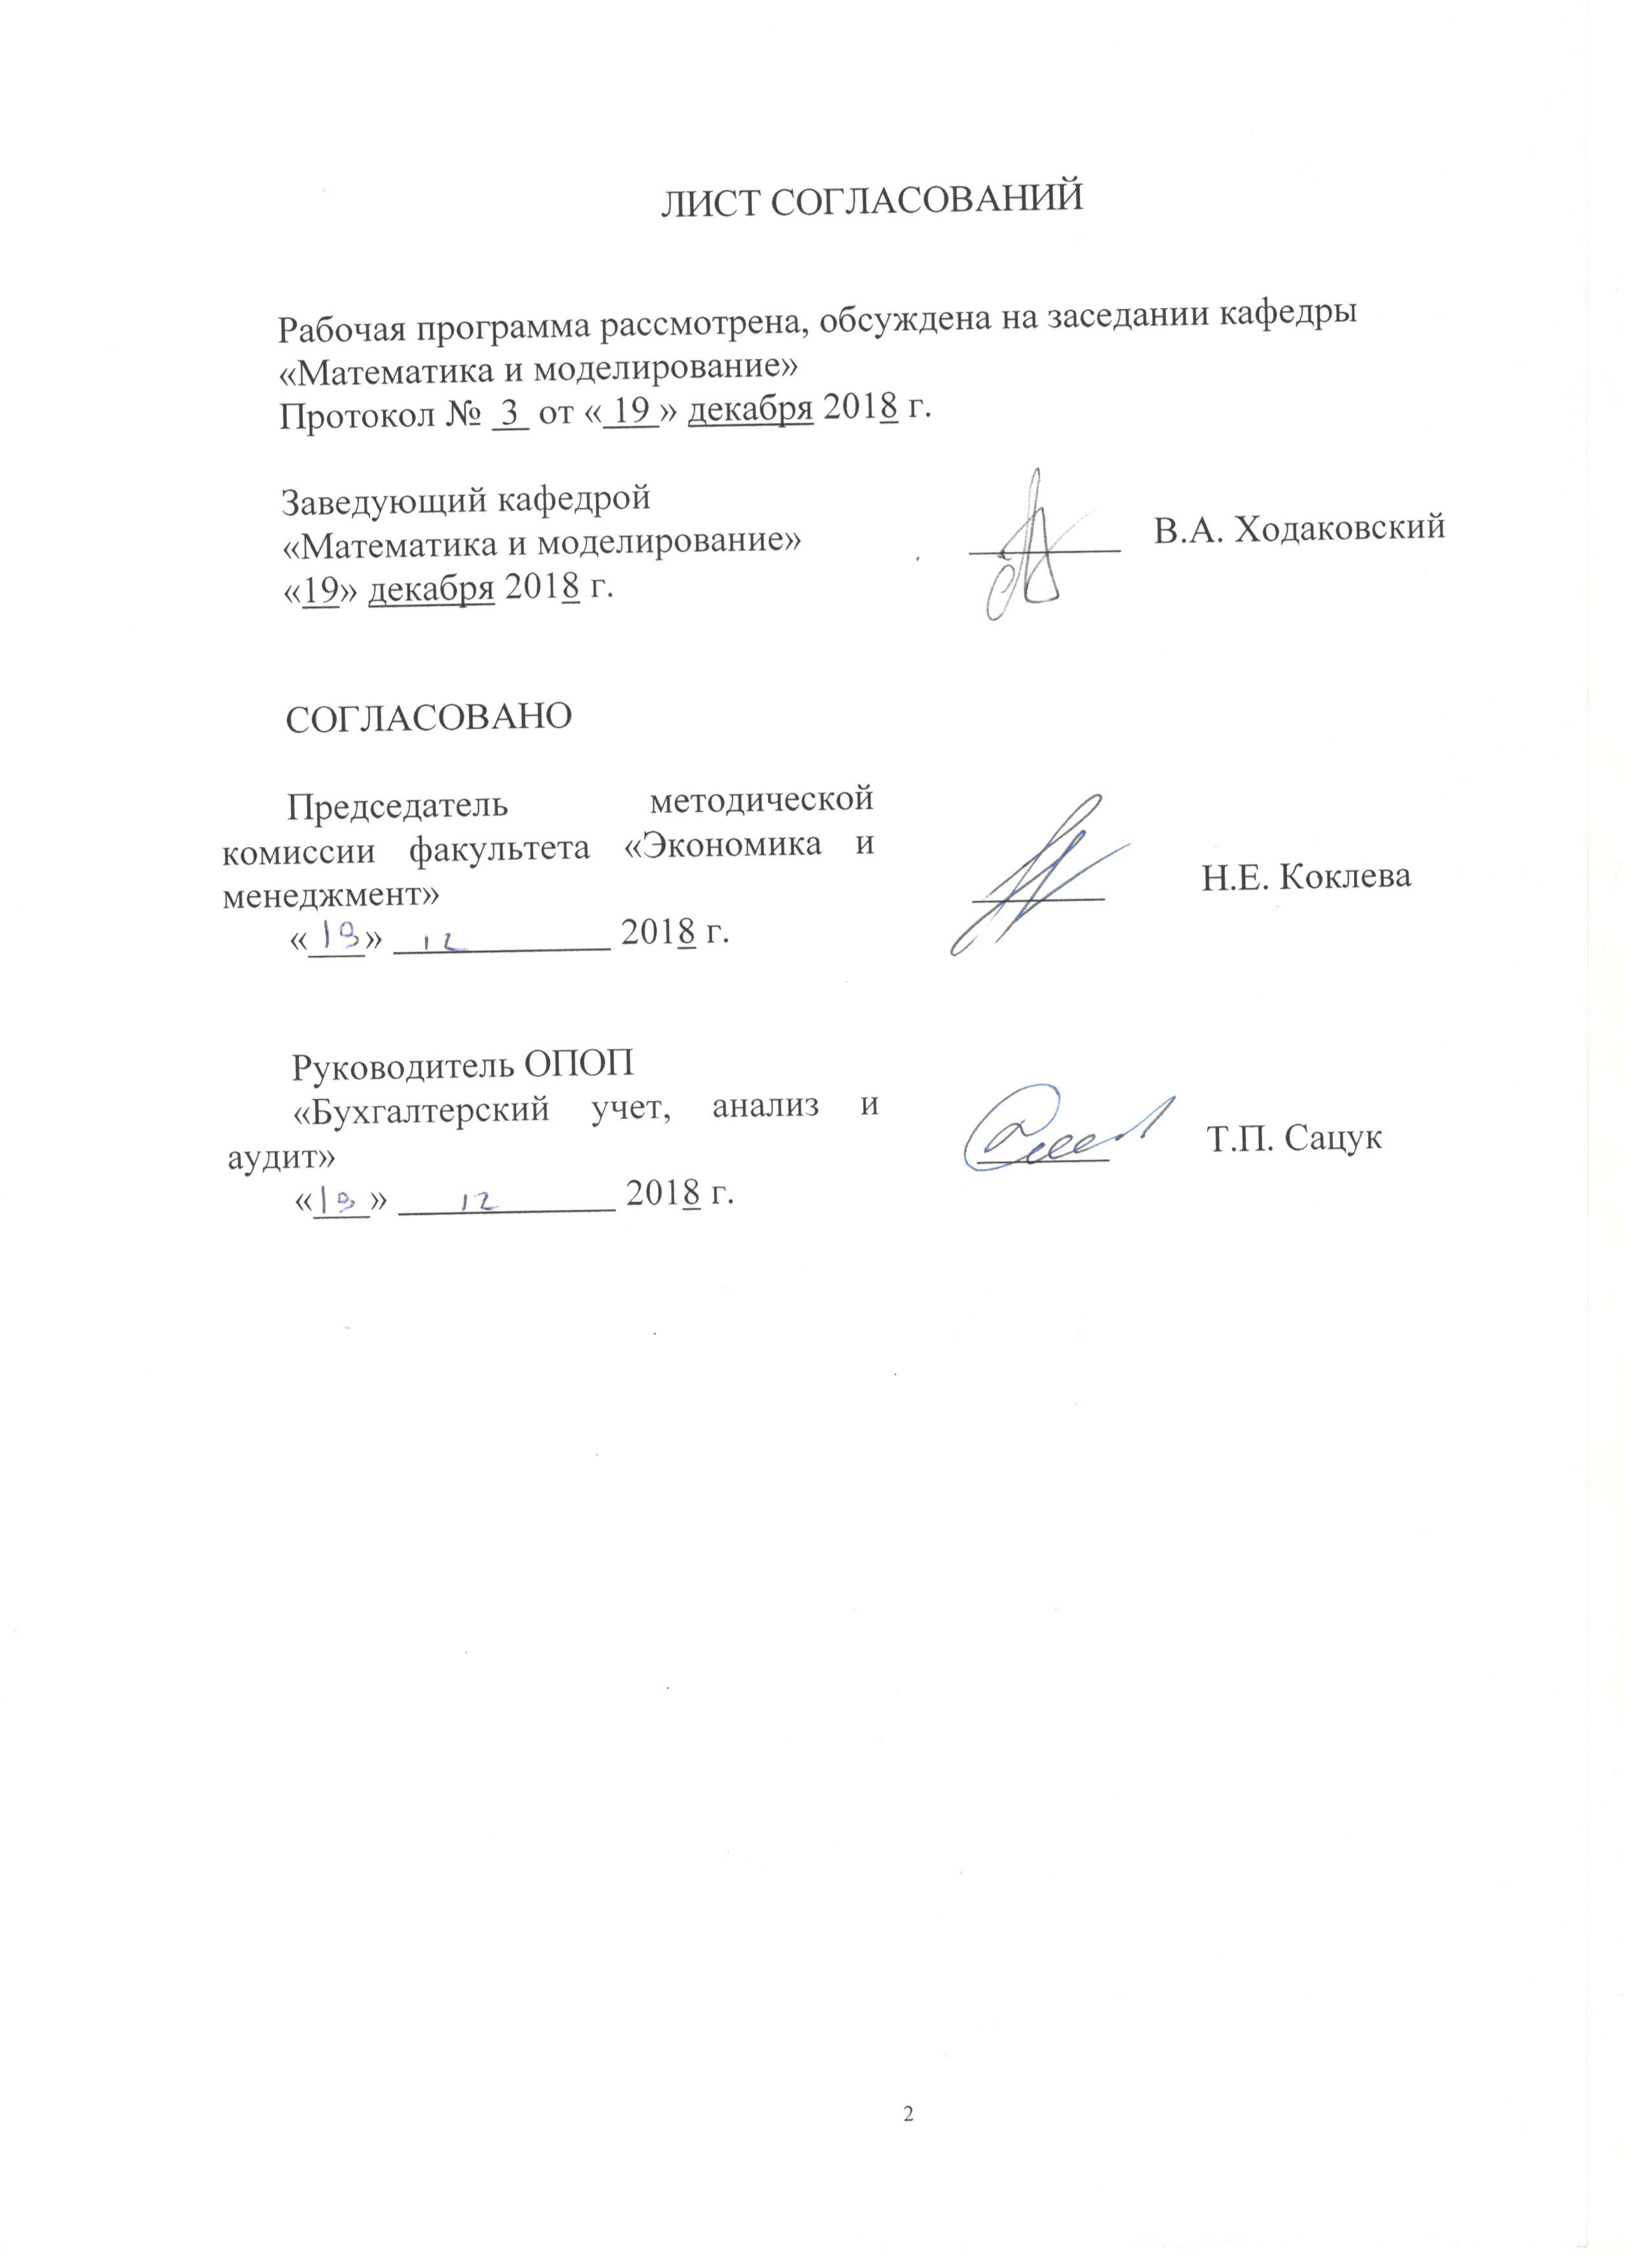 ЛИСТ СОГЛАСОВАНИЙ
Рабочая программа рассмотрена, обсуждена на заседании кафедры
«Математика и моделирование»
Протокол № 3 от « 19 » декабря 2018 г.
Заведующий кафедрой
«Математика и моделирование» В.А. Ходаковский
«19» декабря 2018 г.
СОГЛАСОВАНО
Председатель методической
комиссии факультета «Экономика и
менеджмент» Н.Е. Коклева
«19» 12 2018 г.
Руководитель ОПОП
«Бухгалтерский учет, анализ и
аудит» Т.П. Сацук
«19» 12 2018 г.
2